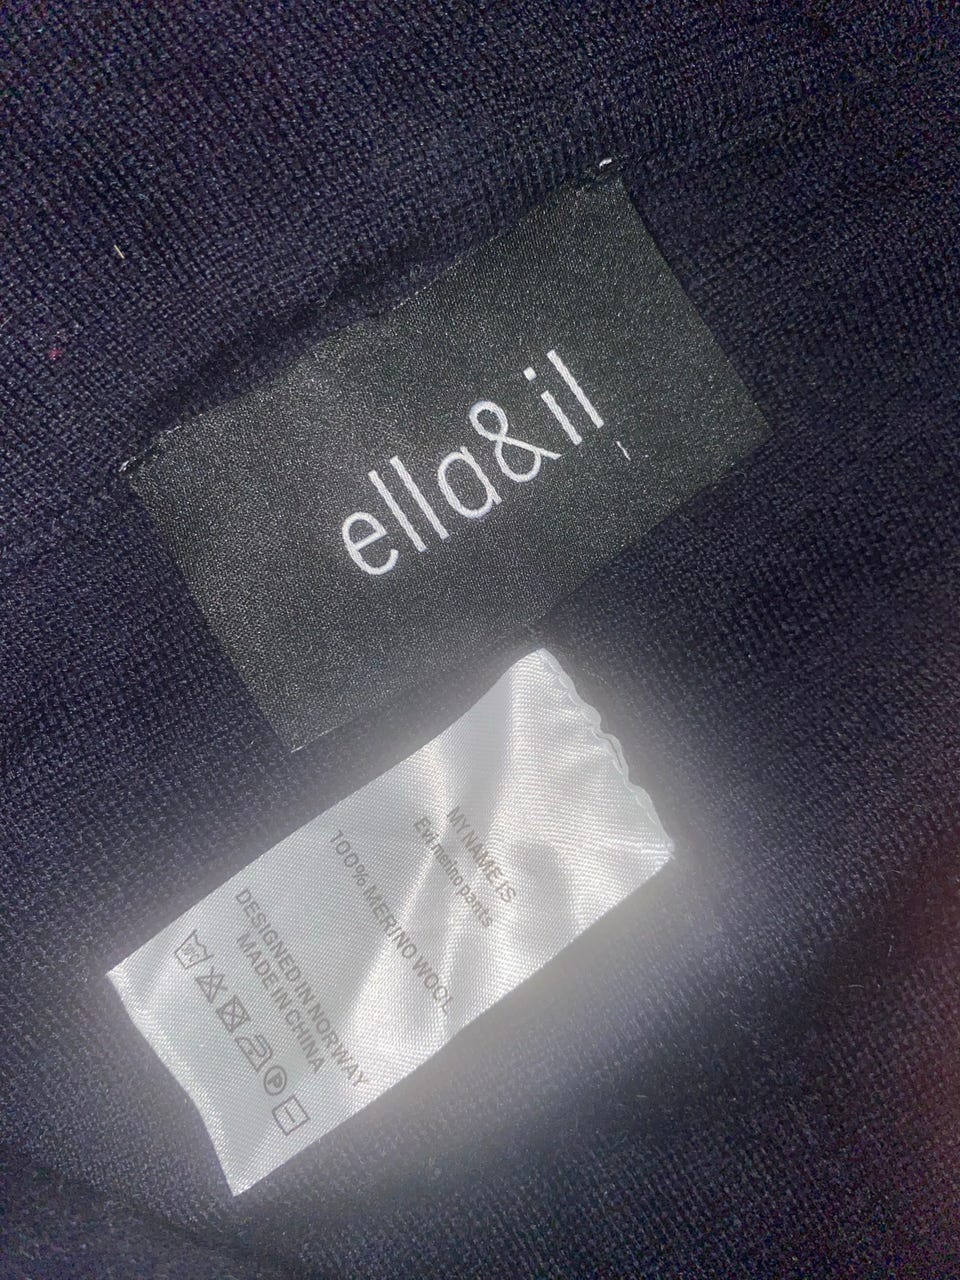 ella&il
MY NAME IS
Evi merino pants
100% MERINO WOOL
DESIGNED IN NORWAY
MADE IN CHINA
P